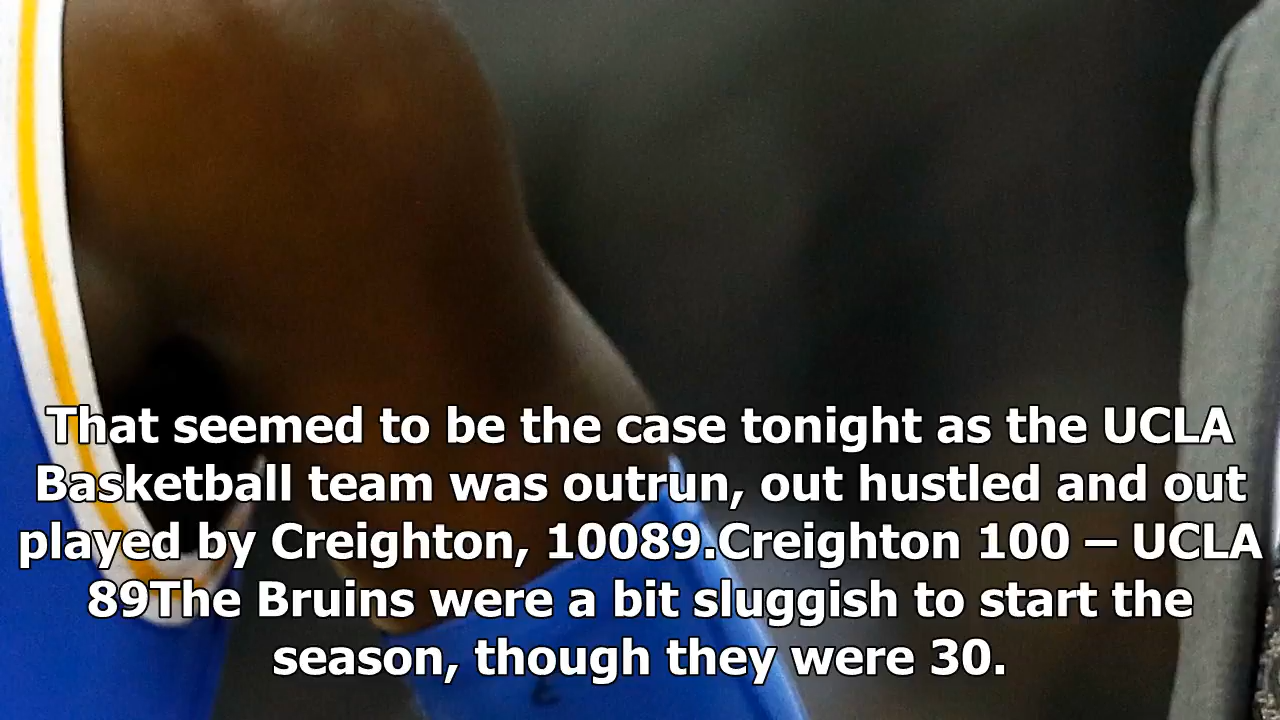 That seemed to be the case tonight as the UCLA
Basketball team was outrun, out hustled and out
played by Creighton, 10089.Creighton 100 – UCLA
89The Bruins were a bit sluggish to start the
season, though they were 30.